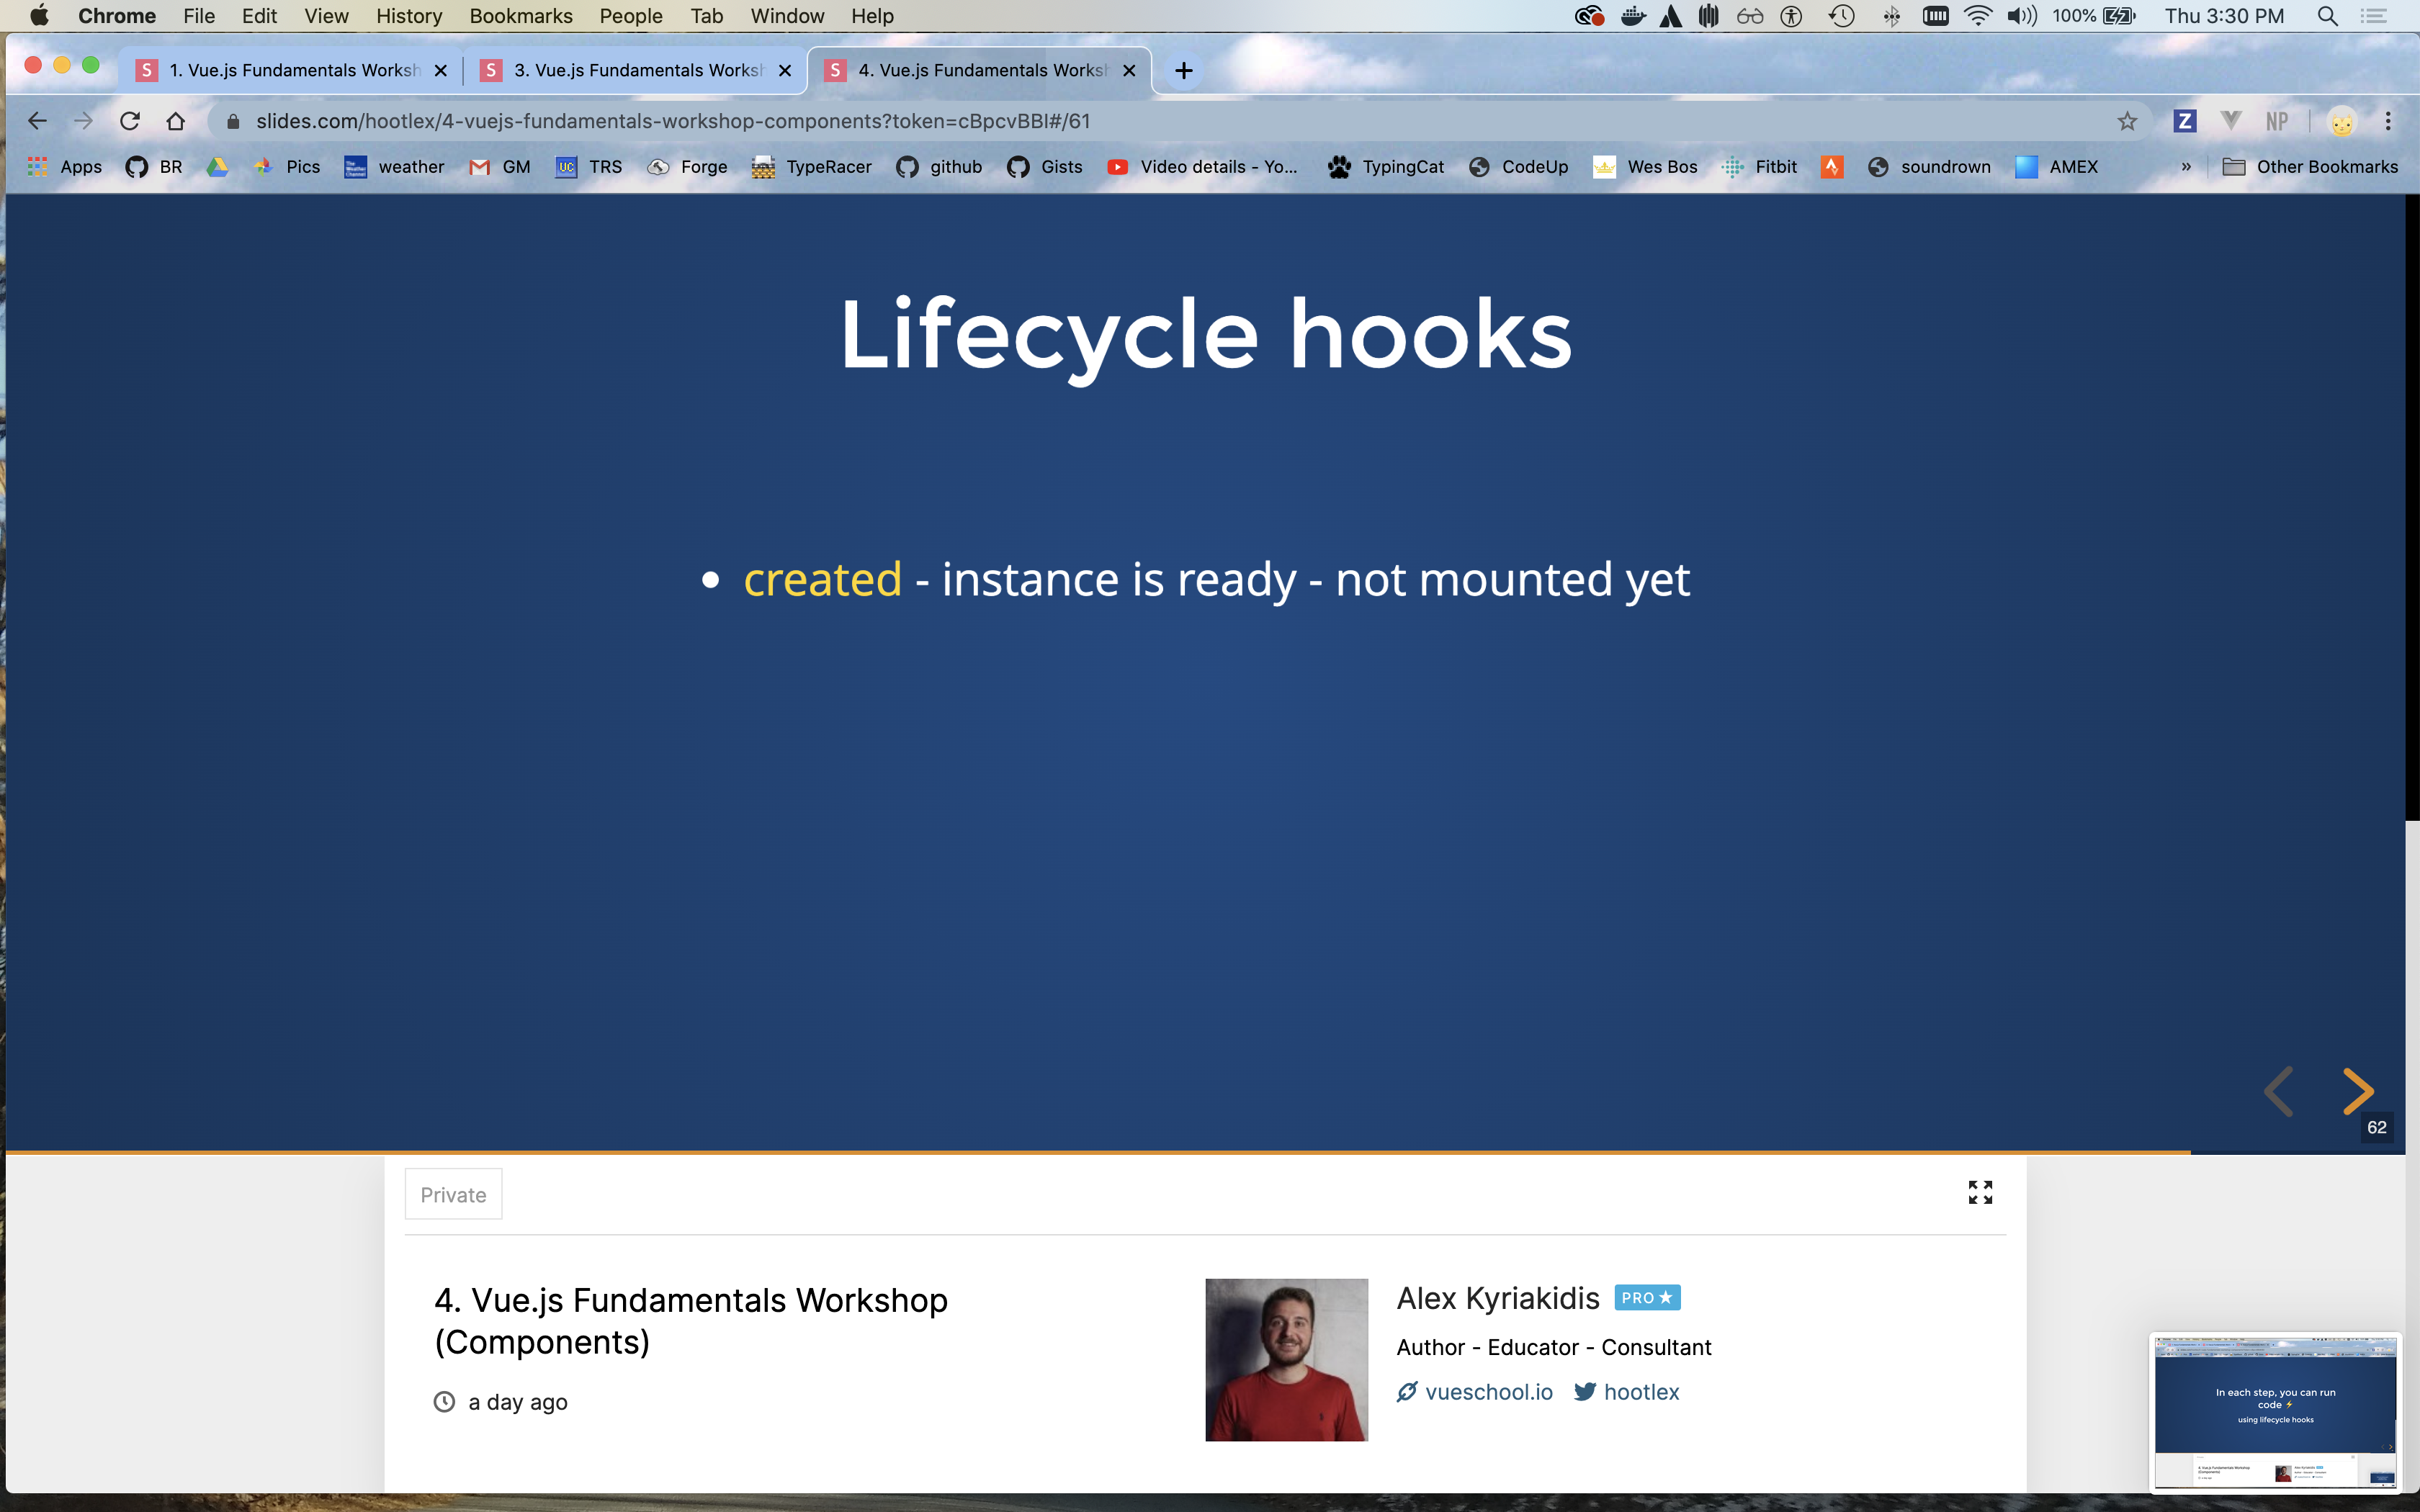 Chrome File Edit View History Bookmarks People Tab Window Help 100% Thu 3:30 PM
S 1. Vue.js Fundamentals Worksh S 3. Vue.js Fundamentals Worksh S 4. Vue.js Fundamentals Worksh
slides.com/hootlex/4-vuejs-fundamentals-workshop-components?token=cBpcvBBI#/61 Z NP
Apps BR Pics weather GM UC TRS Forge TypeRacer github Gists Video details - Yo... TypingCat CodeUp Wes Bos Fitbit soundrown AMEX » Other Bookmarks
Lifecycle hooks
• created - instance is ready - not mounted yet
62
Private
4. Vue.js Fundamentals Workshop
(Components)
a day ago
Alex Kyriakidis PRO
Author - Educator - Consultant
vueschool.io hootlex
In each step, you can run
code ⚡
using lifecycle hooks